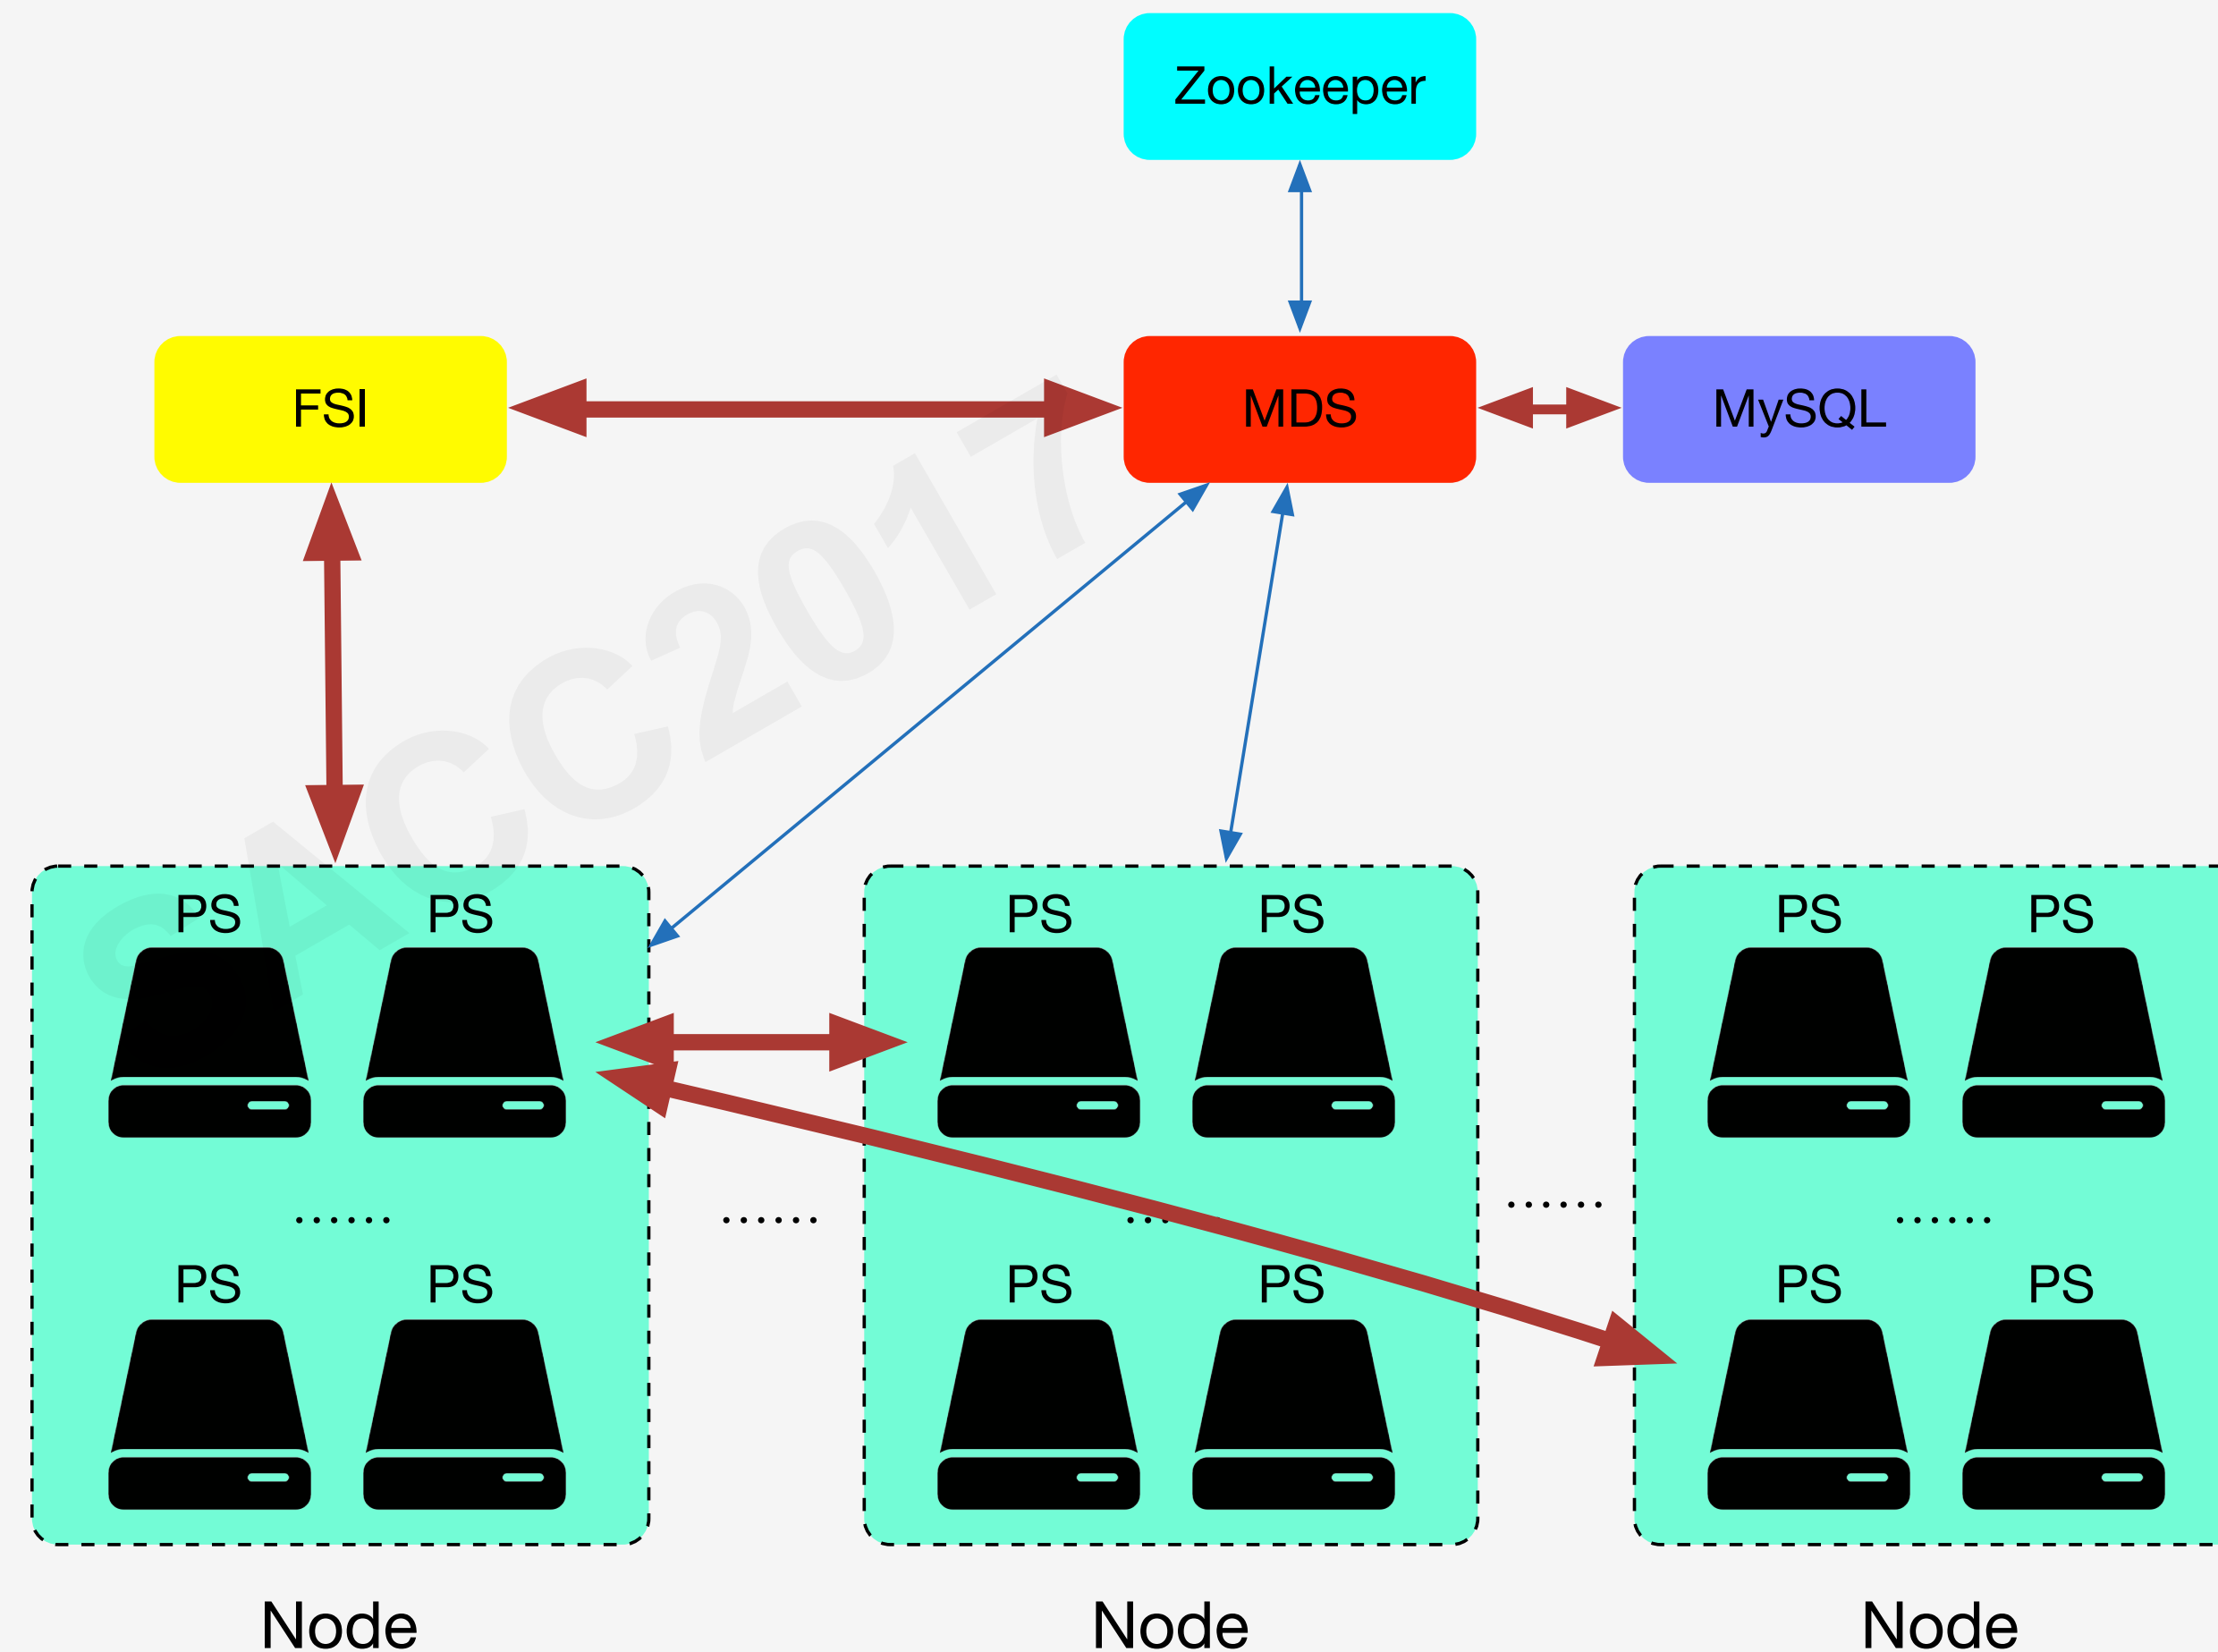 Zookeeper
FSI
MDS
MySQL
SACC2017
PS PS PS PS PS PS
...... ...... ...... ...... ......
PS PS PS PS PS PS
Node Node Node